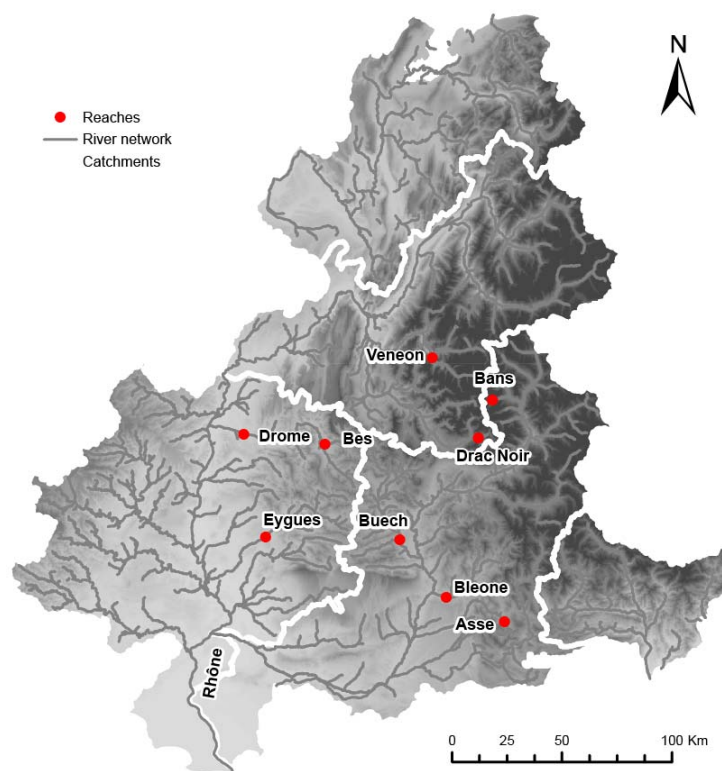 N
Reaches
River network
Catchments
Veneon
Bans
Drome
Bes
Drac Noir
Eygues
Buech
Bleone
Asse
Rhône
0 25 50 100 Km